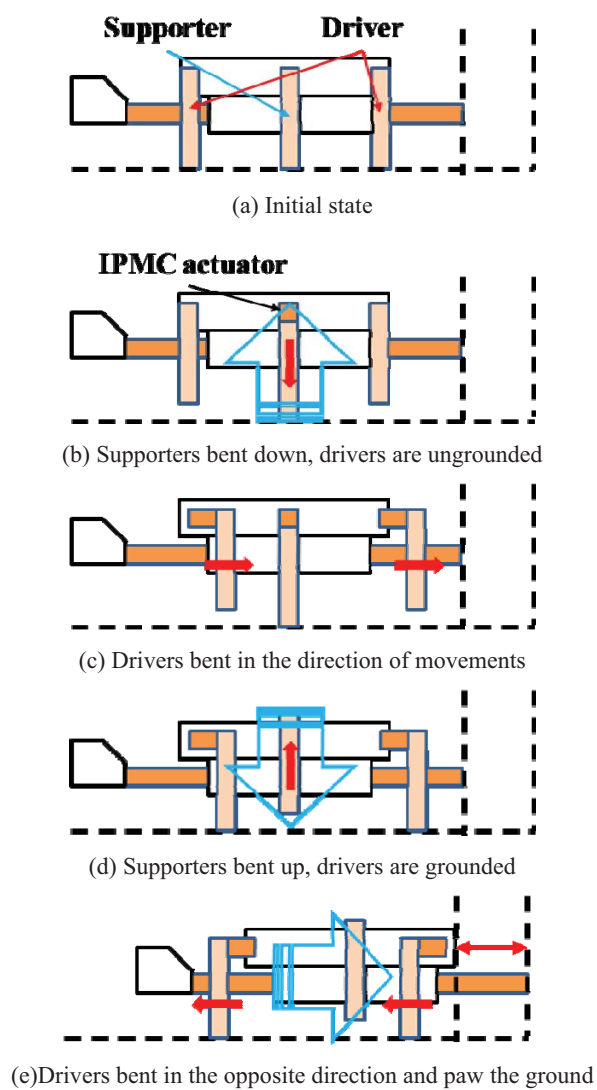 Supporter Driver
(a) Initial state
IPMC actuator
(b) Supporters bent down, drivers are ungrounded
(c) Drivers bent in the direction of movements
(d) Supporters bent up, drivers are grounded
(e)Drivers bent in the opposite direction and paw the ground